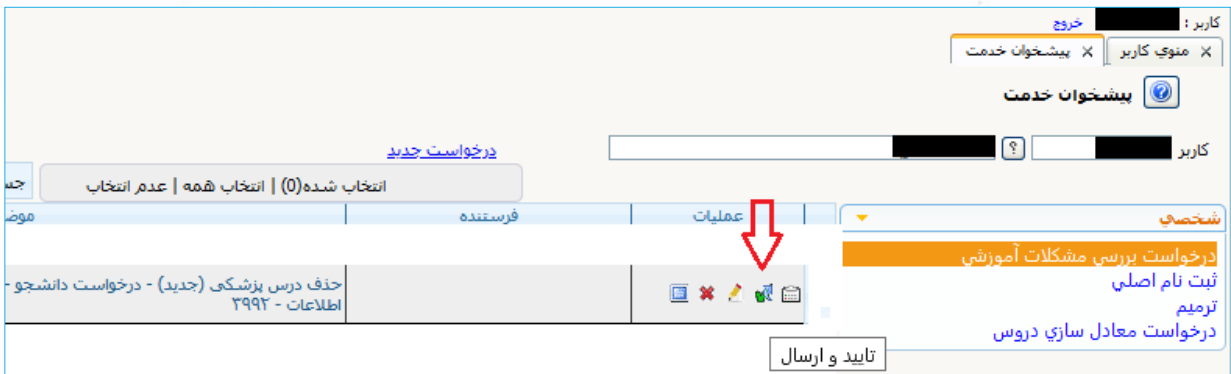 کاربر : خروج
منوي کاربر پیشخوان خدمت
پیشخوان خدمت
کاربر
درخواست جدید
انتخاب شده(0) | انتخاب همه | عدم انتخاب
شخصي
عملیات فرستنده
درخواست بررسي مشکلات آموزشي
ثبت نام اصلي
ترمیم
درخواست معادل سازي دروس
حذف درس پزشکی (جدید) - درخواست دانشجو -
اطلاعات - ۳۹۹۲
تایید و ارسال